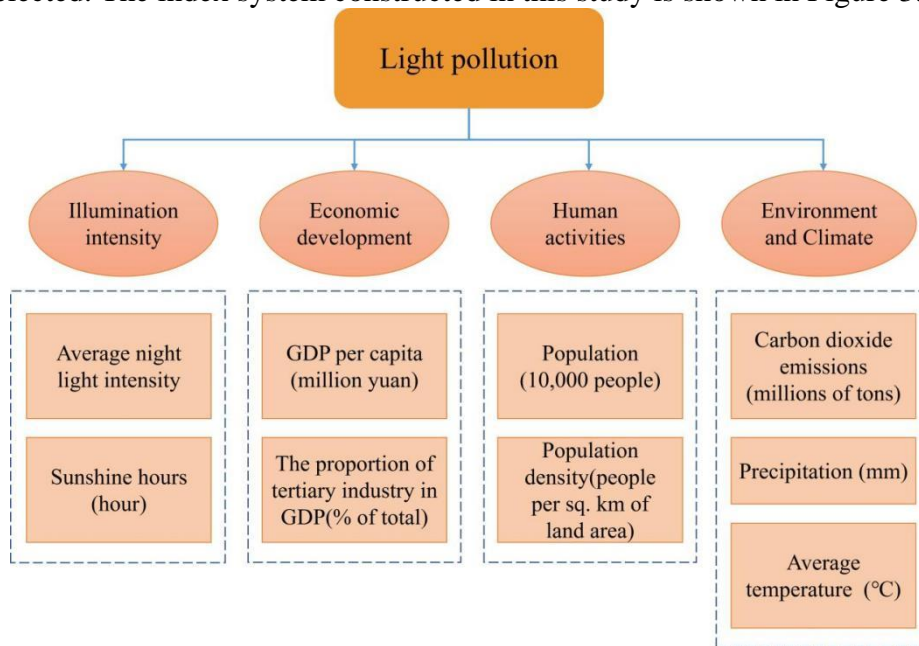 elected. The index system constructed in this study is shown in Figure 3.
Light pollution
Illumination
intensity
Economic
development
Human
activities
Environment
and Climate
Average night
light intensity
Sunshine hours
(hour)
GDP per capita
(million yuan)
The proportion of
tertiary industry in
GDP(% of total)
Population
(10,000 people)
Population
density(people
per sq. km of
land area)
Carbon dioxide
emissions
(millions of tons)
Precipitation (mm)
Average
temperature (℃)